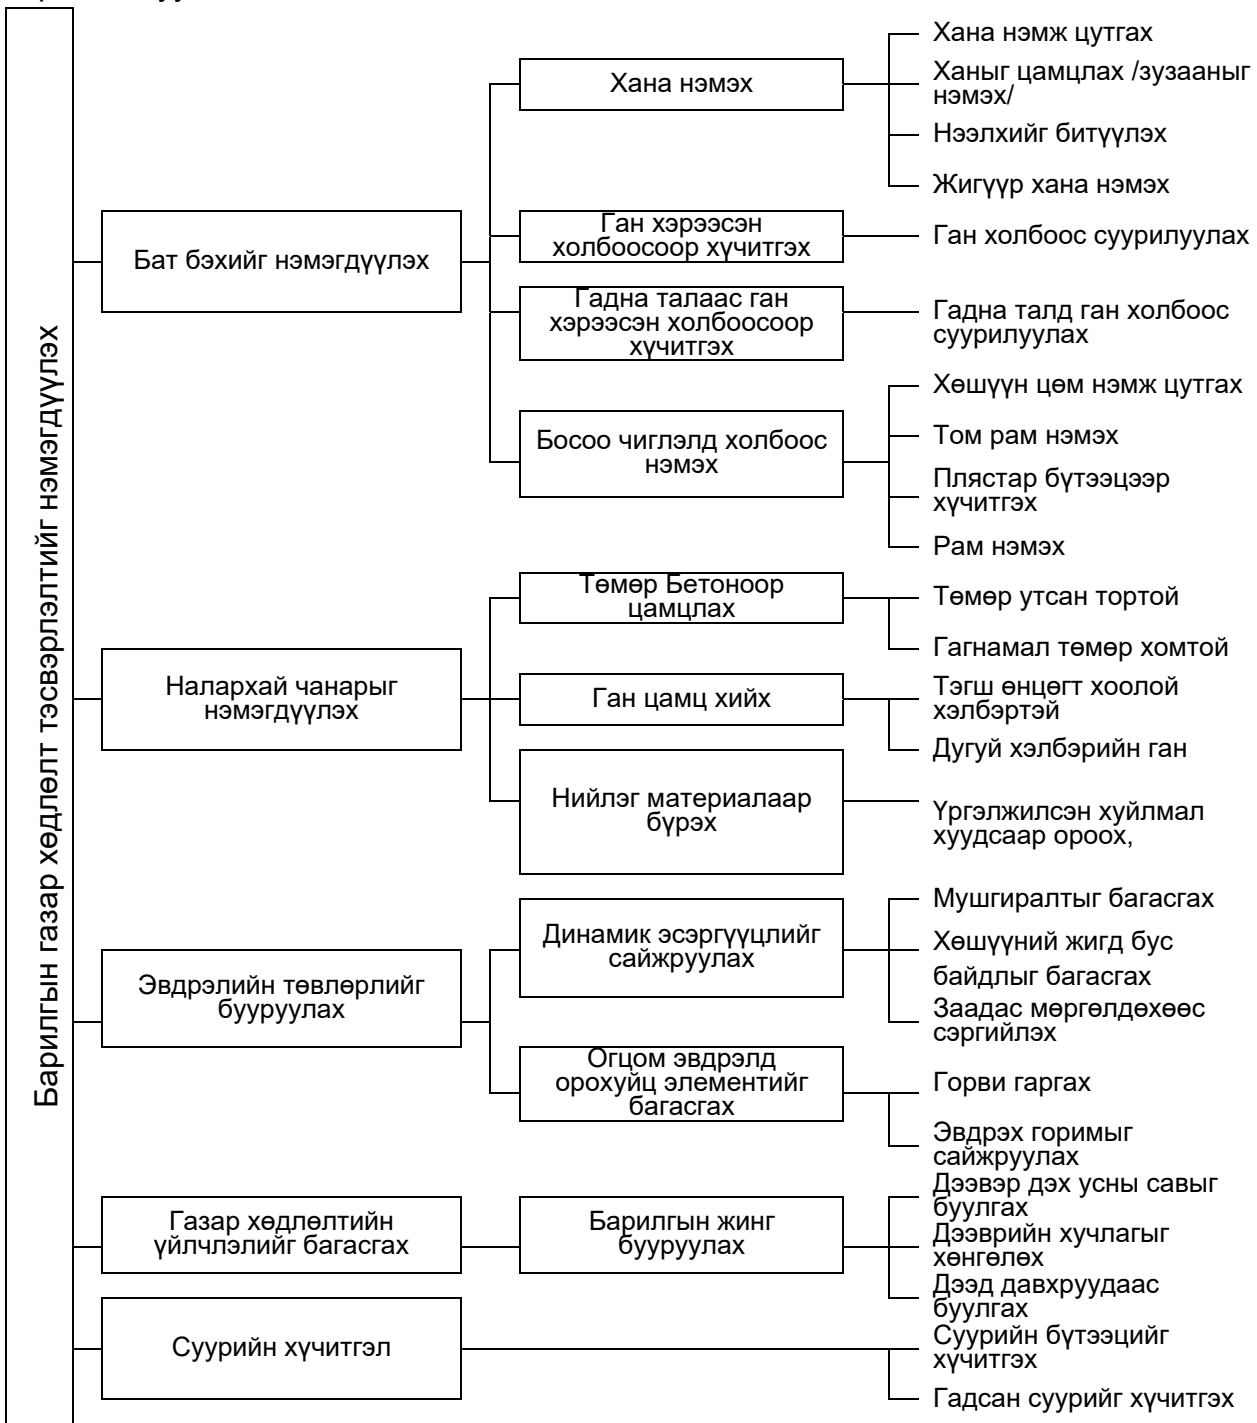 Барилгын газар хөдлөлт тэсвэрлэлтийг нэмэгдүүлэх
Бат бэхийг нэмэгдүүлэх
Хана нэмэх
Хана нэмж цутгах
Ханыг цамцлах /зузааныг
нэмэх/
Нээлхийг битүүлэх
Жигүүр хана нэмэх
Ган хэрээсэн
холбоосоор хүчитгэх
Ган холбоос суурилуулах
Гадна талаас ган
хэрээсэн холбоосоор
хүчитгэх
Гадна талд ган холбоос
суурилуулах
Босоо чиглэлд холбоос
нэмэх
Хөшүүн цөм нэмж цутгах
Том рам нэмэх
Плястар бүтээцээр
хүчитгэх
Рам нэмэх
Налархай чанарыг
нэмэгдүүлэх
Төмөр Бетоноор
цамцлах
Төмөр утсан тортой
Гагнамал төмөр хомтой
Ган цамц хийх
Тэгш өнцөгт хоолой
хэлбэртэй
Дугуй хэлбэрийн ган
Нийлэг материалаар
бүрэх
Үргэлжилсэн хуйлмал
хуудсаар ороох,
Эвдрэлийн төвлөрлийг
бууруулах
Динамик эсэргүүцлийг
сайжруулах
Мушгиралтыг багасгах
Хөшүүний жигд бус
байдлыг багасгах
Заадас мөргөлдөхөөс
сэргийлэх
Огцом эвдрэлд
орохуйц элементийг
багасгах
Горви гаргах
Эвдрэх горимыг
сайжруулах
Газар хөдлөлтийн
үйлчлэлийг багасгах
Барилгын жинг
бууруулах
Дээвэр дэх усны савыг
буулгах
Дээврийн хучлагыг
хөнгөлөх
Дээд давхруудаас
буулгах
Суурийн хүчитгэл
Суурийн бүтээцийг
хүчитгэх
Гадсан суурийг хүчитгэх